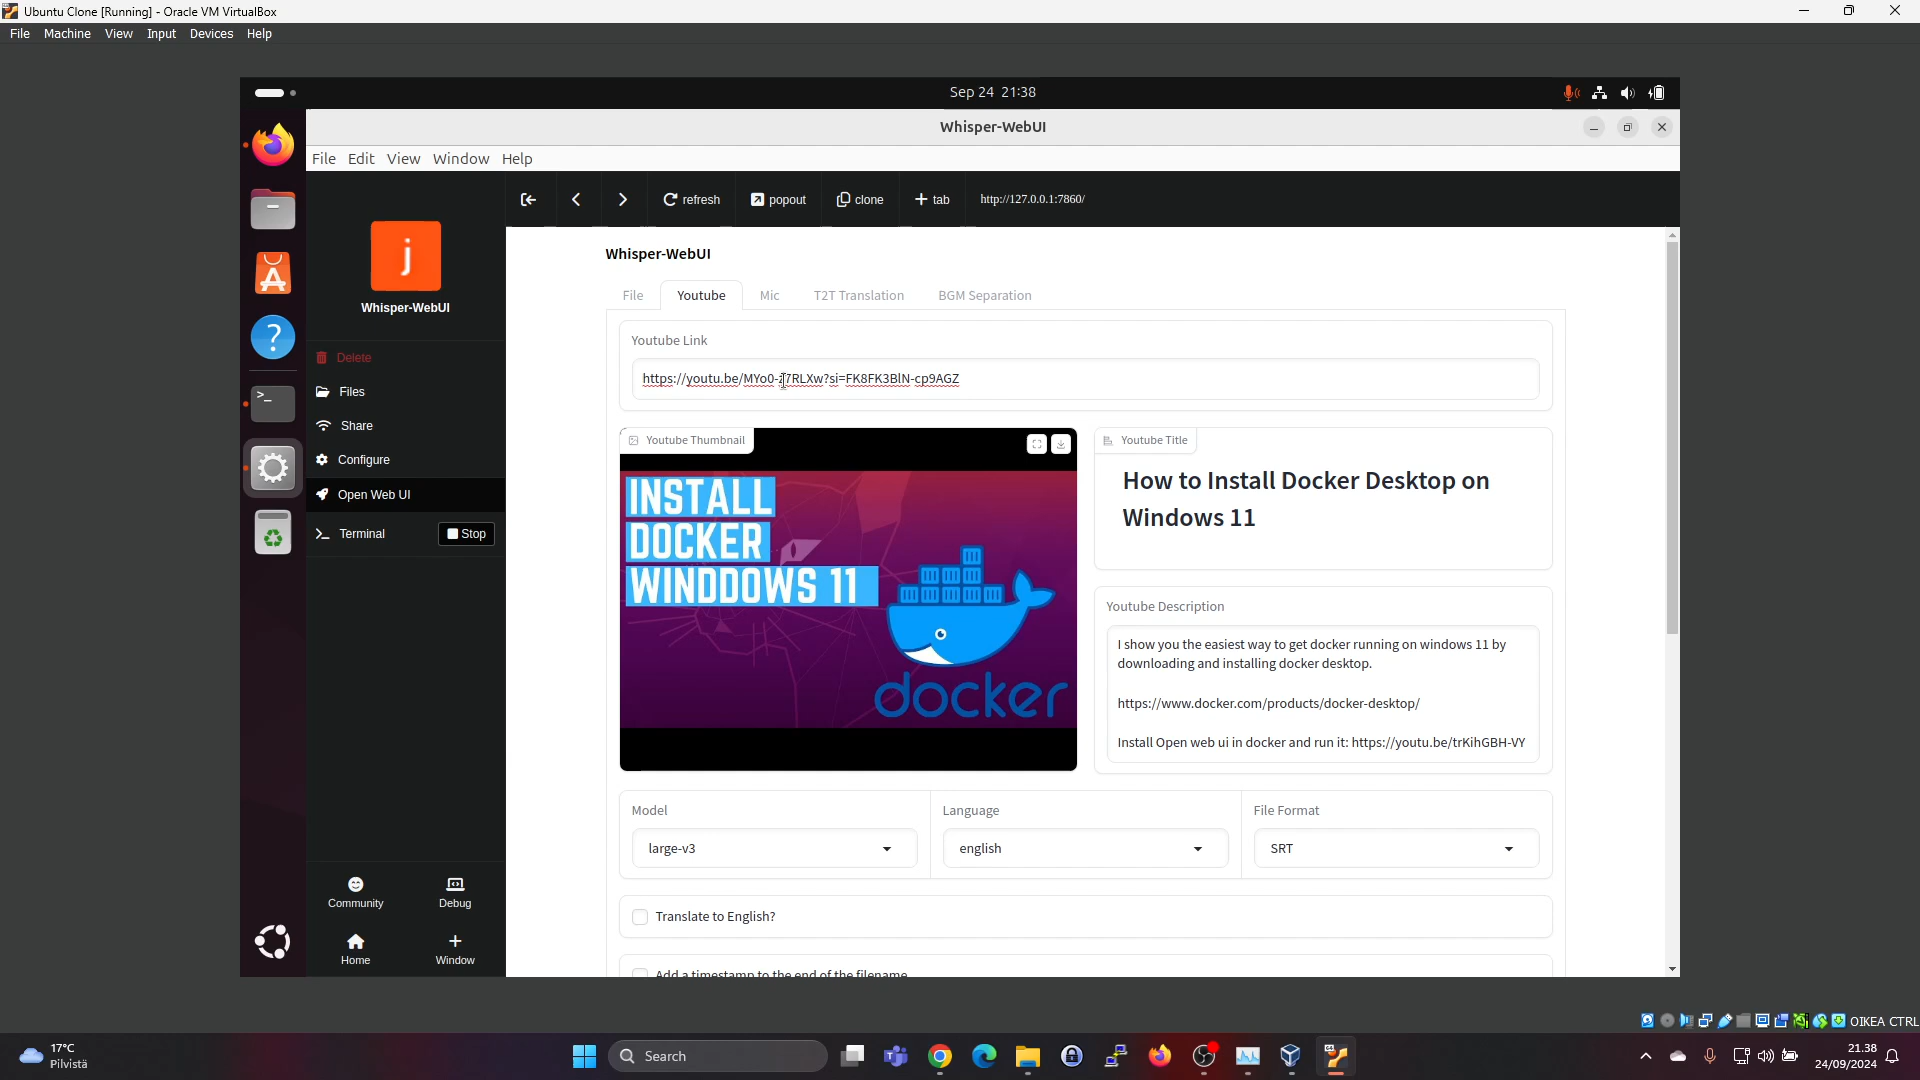 Ubuntu Clone [Running] - Oracle VM VirtualBox
File Machine View Input Devices Help
Sep 24 21:38
Whisper-WebUI
File Edit View Window Help
refresh popout clone tab http://127.0.0.1:7860/
j
Whisper-WebUI
Delete
Files
Share
Configure
Open Web UI
Terminal Stop
Community Debug
Home Window
Whisper-WebUI
File Youtube Mic T2T Translation BGM Separation
Youtube Link
https://youtu.be/MYo0-z7RLXw?si=FK8FK3BlN-cp9AGZ
Youtube Thumbnail
INSTALL
DOCKER
WINDDOWS 11
docker
Youtube Title
How to Install Docker Desktop on
Windows 11
Youtube Description
I show you the easiest way to get docker running on windows 11 by
downloading and installing docker desktop.
https://www.docker.com/products/docker-desktop/
Install Open web ui in docker and run it: https://youtu.be/trKihGBH-VY
Model Language File Format
large-v3 english SRT
Translate to English?
Add a timestamp to the end of the filename
OIKEA CTRL
17°C
Pilvistä
Search
21.38
24/09/2024